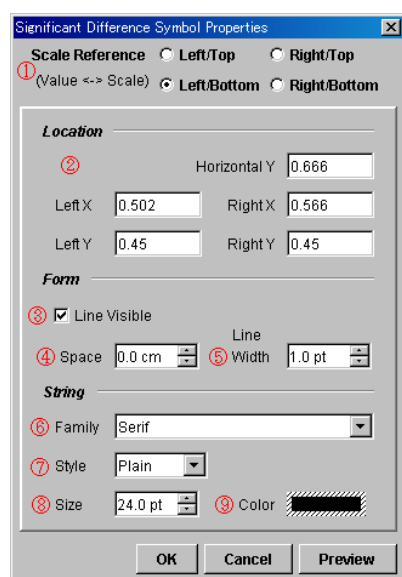 Significant Difference Symbol Properties
Scale Reference Left/Top Right/Top
① (Value <-> Scale) Left/Bottom Right/Bottom
Location
② Horizontal Y 0.666
Left X 0.502 Right X 0.566
Left Y 0.45 Right Y 0.45
Form
③ Line Visible
④ Space 0.0 cm ⑤ Line Width 1.0 pt
String
⑥ Family Serif
⑦ Style Plain
⑧ Size 24.0 pt ⑨ Color
OK Cancel Preview